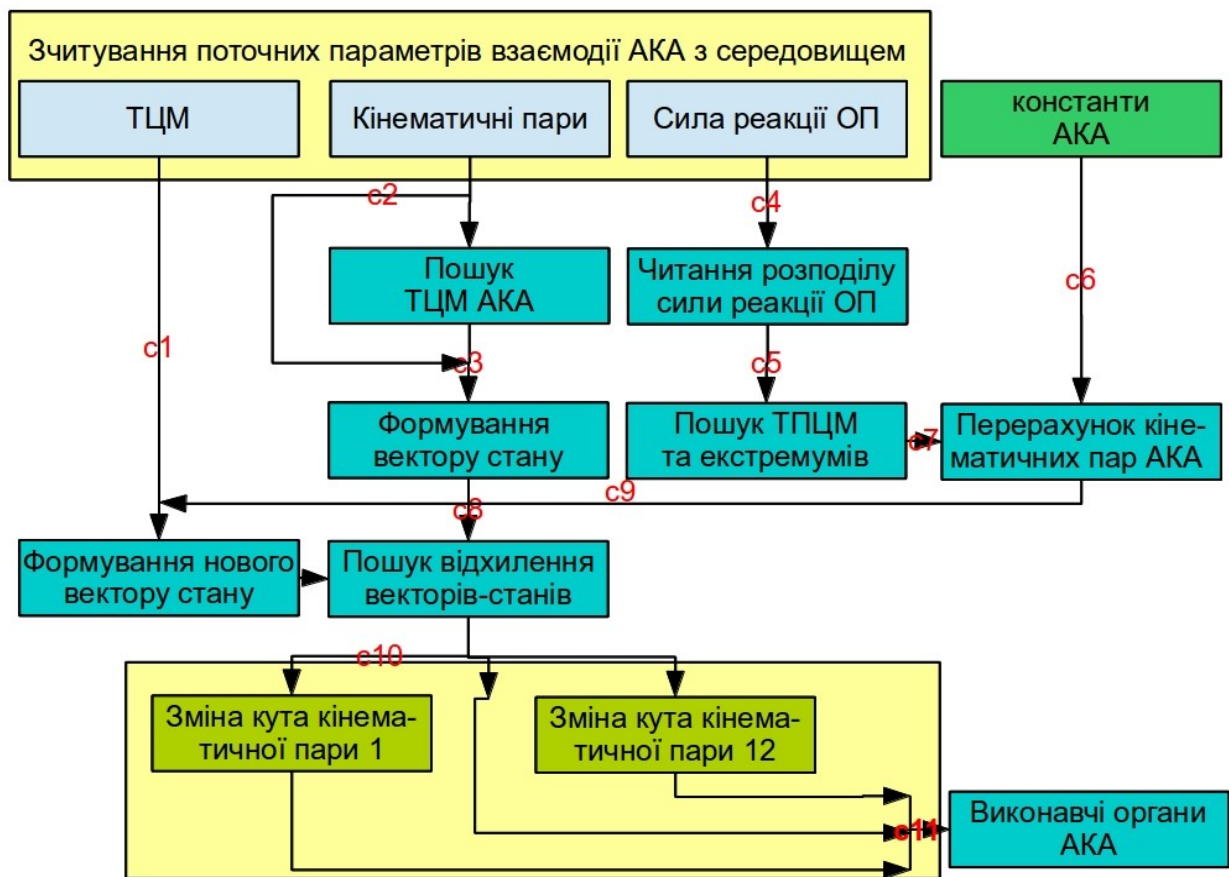 Зчитування поточних параметрів взаємодії АКА з середовищем
ТЦМ
Кінематичні пари
Сила реакції ОП
константи
АКА
c2
c4
Пошук
ТЦМ АКА
Читання розподілу
сили реакції ОП
c6
c1
c3
c5
Формування
вектору стану
Пошук ТПЦМ
та екстремумів
c7
Перерахунок кіне-
матичних пар АКА
c9
c8
Формування нового
вектору стану
Пошук відхилення
векторів-станів
c10
Зміна кута кінема-
тичної пари 1
Зміна кута кінема-
тичної пари 12
c11
Виконавчі органи
АКА